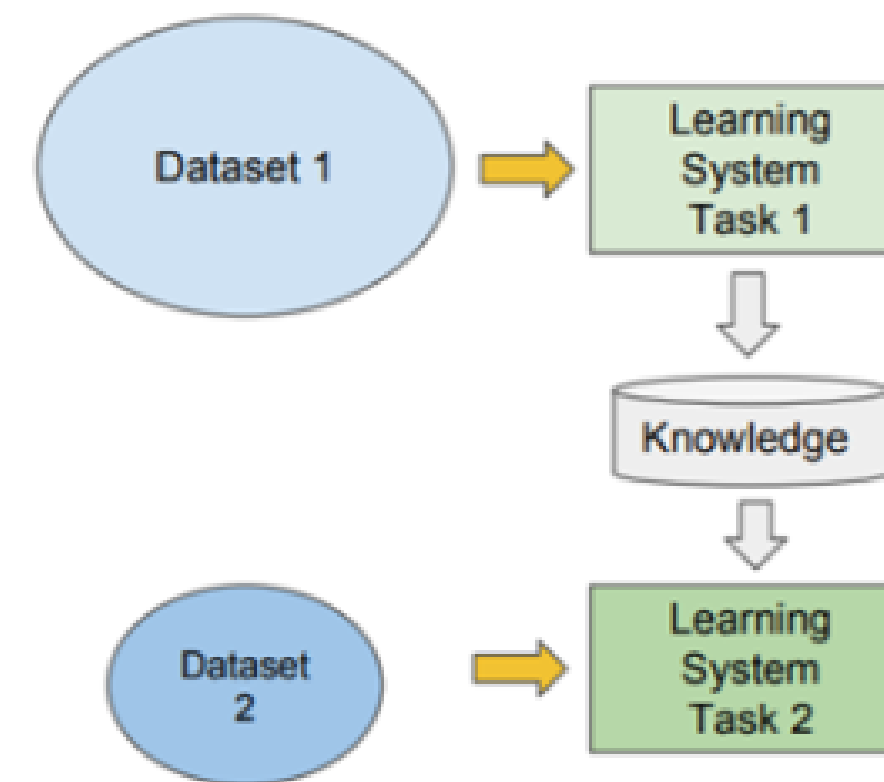 Dataset 1
Learning
System
Task 1
Knowledge
Dataset
2
Learning
System
Task 2